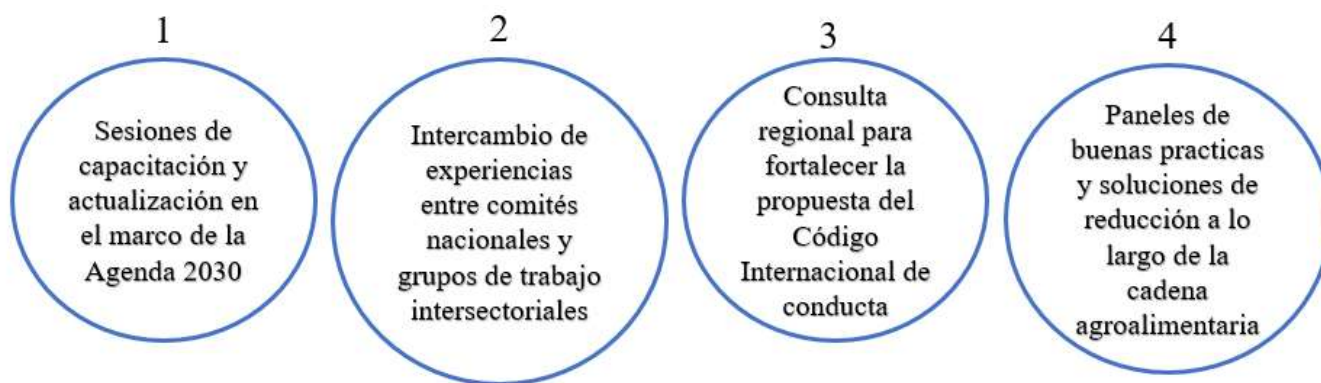 1
Sesiones de
capacitación y
actualización en
el marco de la
Agenda 2030
2
Intercambio de
experiencias
entre comités
nacionales y
grupos de trabajo
intersectoriales
3
Consulta
regional para
fortalecer la
propuesta del
Código
Internacional de
conducta
4
Paneles de
buenas practicas
y soluciones de
reducción a lo
largo de la
cadena
agroalimentaria